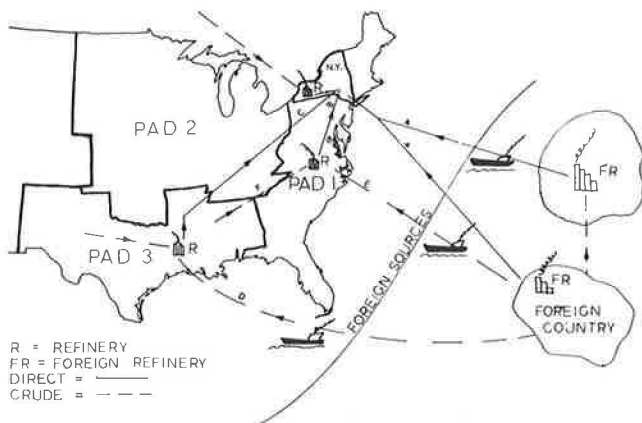 N.Y.
R
PAD 2
C
B
A
A
FR
R
PAD 1
F
E
PAD 3
R
FOREIGN SOURCES
FR
D
FOREIGN
COUNTRY
R = REFINERY
FR = FOREIGN REFINERY
DIRECT =
CRUDE =